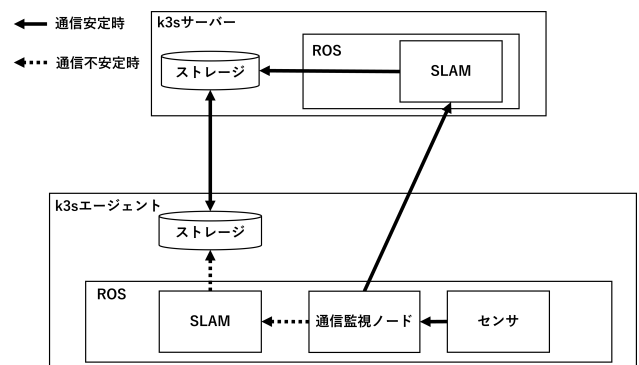 通信安定時
通信不安定時
k3sサーバー
ROS
ストレージ
SLAM
k3sエージェント
ストレージ
ROS
SLAM
通信監視ノード
センサ